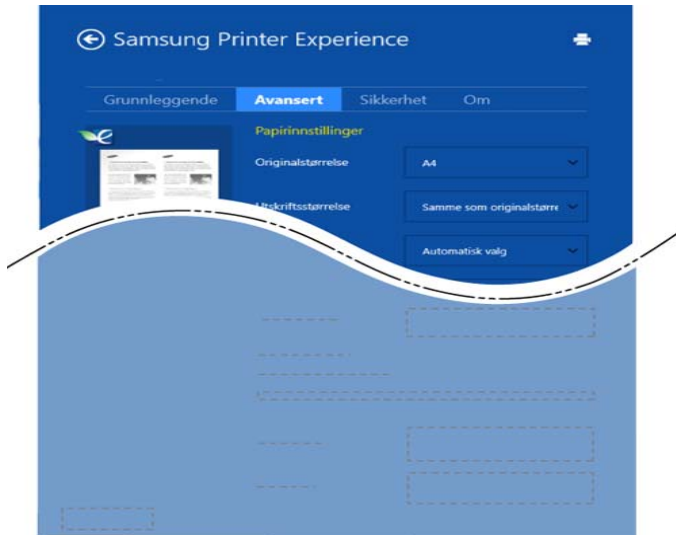 Samsung Printer Experience
Grunnleggende Avansert Sikkerhet Om
Papirinnstillinger
Originalstørrelse A4
Utskriftsstørrelse Samme som originalstørre
Automatisk valg